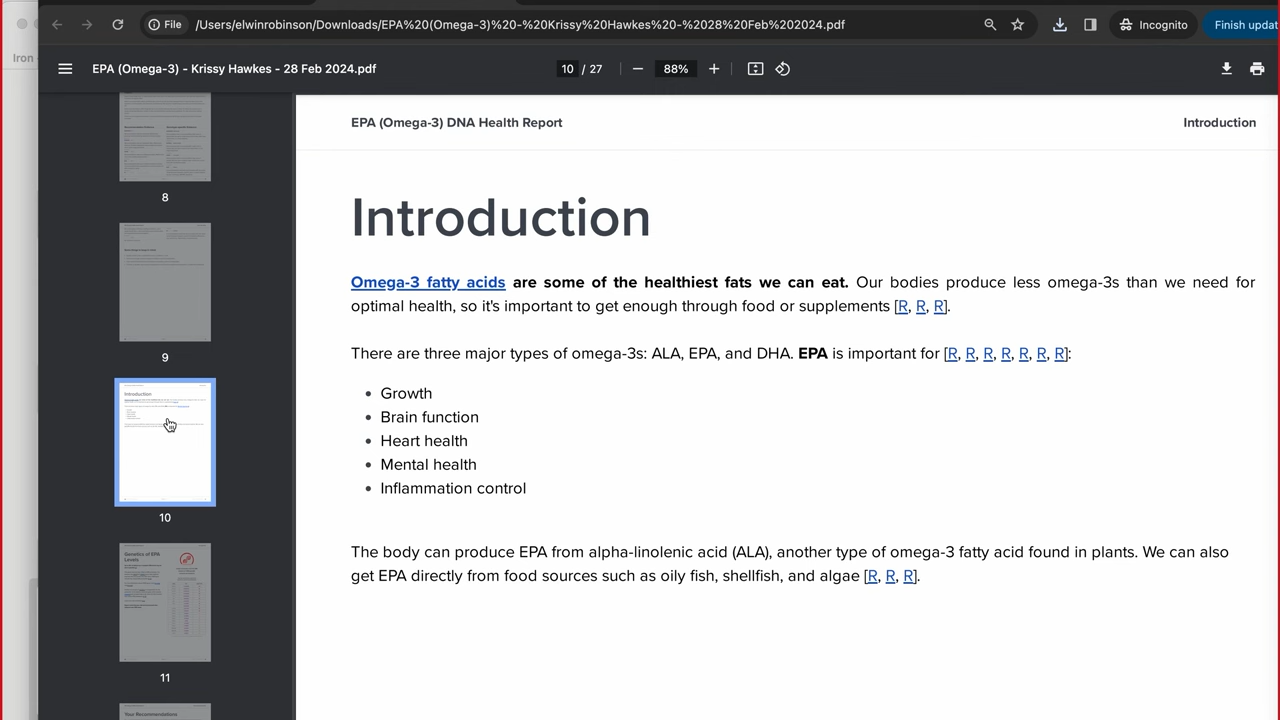 File
/Users/elwinrobinson/Downloads/EPA%20(Omega-3)%20-%20Krissy%20Hawkes%20-%2028%20Feb%202024.pdf
Incognito
Finish updat
Iron
EPA (Omega-3) - Krissy Hawkes - 28 Feb 2024.pdf
10 / 27
88%
8
9
Introduction
10
Genetics of EPA
Levels
11
Your Recommendations
EPA (Omega-3) DNA Health Report
Introduction
Introduction
Omega-3 fatty acids are some of the healthiest fats we can eat. Our bodies produce less omega-3s than we need for
optimal health, so it's important to get enough through food or supplements [R, R, R].
There are three major types of omega-3s: ALA, EPA, and DHA. EPA is important for [R, R, R, R, R, R, R]:
• Growth
• Brain function
• Heart health
• Mental health
• Inflammation control
The body can produce EPA from alpha-linolenic acid (ALA), another type of omega-3 fatty acid found in plants. We can also
get EPA directly from food sources such as oily fish, shellfish, and algae [R, R, R].